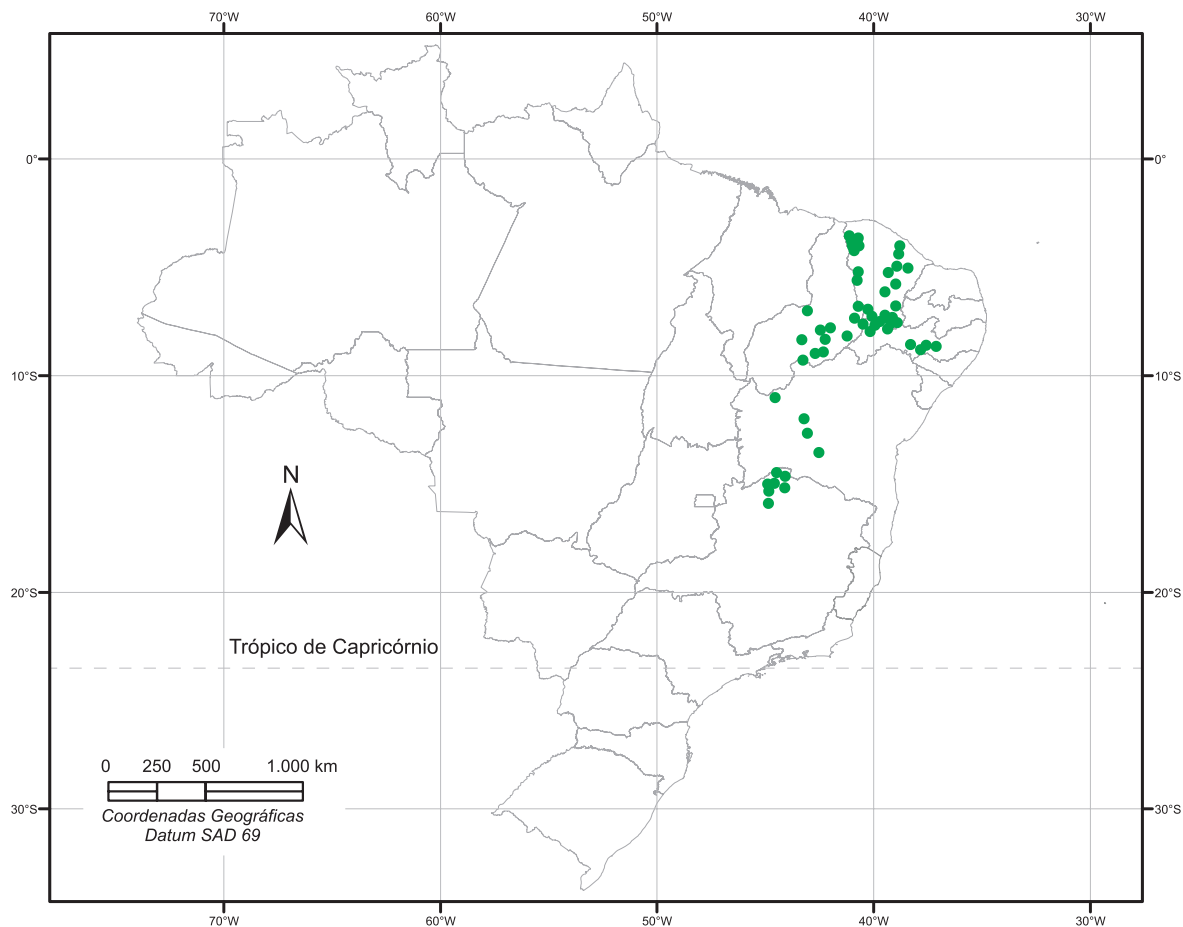 70°W 60°W 50°W 40°W 30°W
0° 0°
10°S 10°S
N
20°S 20°S
Trópico de Capricórnio
0 250 500 1.000 km
30°S 30°S
Coordenadas Geográficas
Datum SAD 69
70°W 60°W 50°W 40°W 30°W